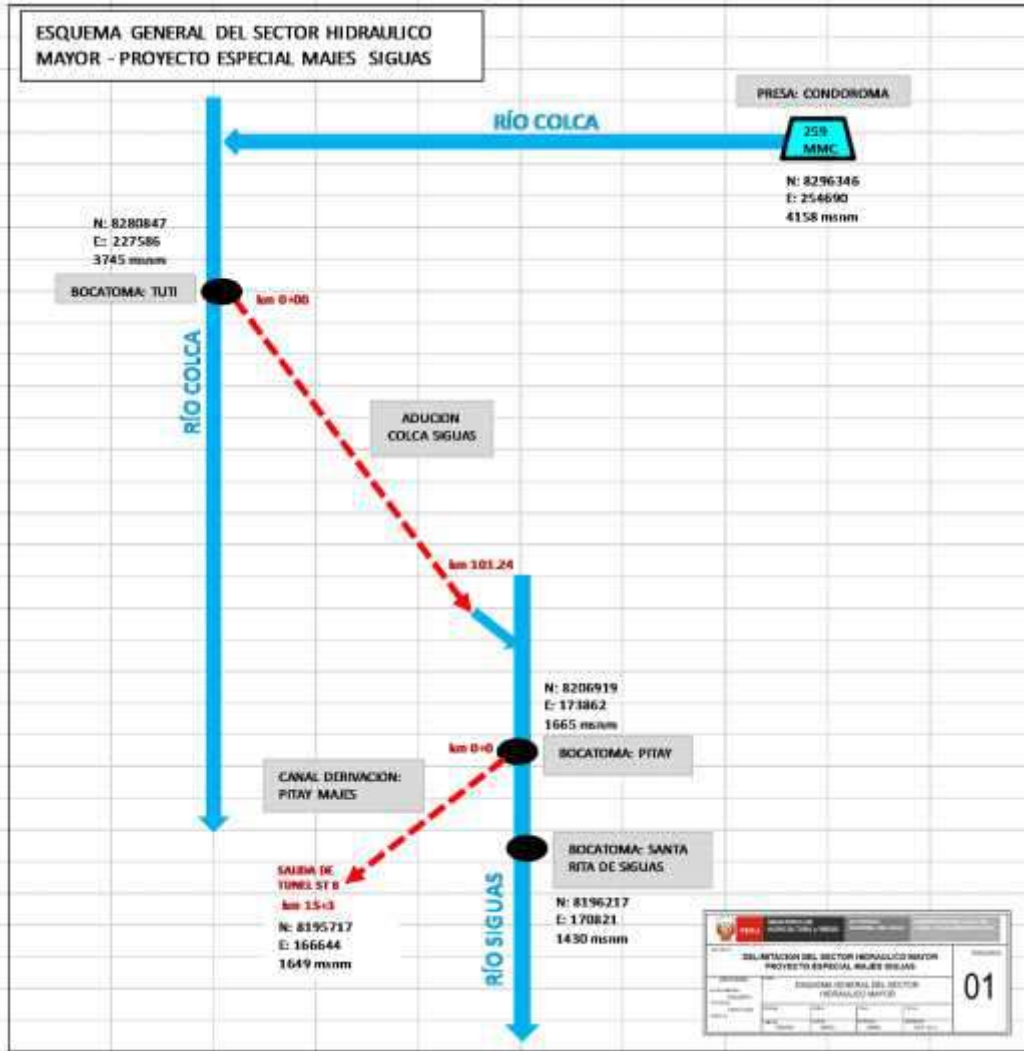 ESQUEMA GENERAL DEL SECTOR HIDRAULICO
MAYOR - PROYECTO ESPECIAL MAJES SIGUAS
PRESA: CONDOROMA
RÍO COLCA
259
MMC
N: 8296346
E: 254690
4158 msnm
N: 8280847
E: 227586
3745 msnm
BOCATOMA: TUTI
km 0+00
RÍO COLCA
ADUCION
COLCA SIGUAS
km 101.24
N: 8206919
E: 173862
1665 msnm
km 0+0
BOCATOMA: PITAY
CANAL DERIVACION:
PITAY MAJES
BOCATOMA: SANTA
RITA DE SIGUAS
SALIDA DE
TUNEL ST 8
km 15+3
N: 8195717
E: 166644
1649 msnm
N: 8196217
E: 170821
1430 msnm
RÍO SIGUAS
PERÚ
DELIMITACION DEL SECTOR HIDRAULICO MAYOR
PROYECTO ESPECIAL MAJES SIGUAS
ESQUEMA GENERAL DEL SECTOR
HIDRAULICO MAYOR
01